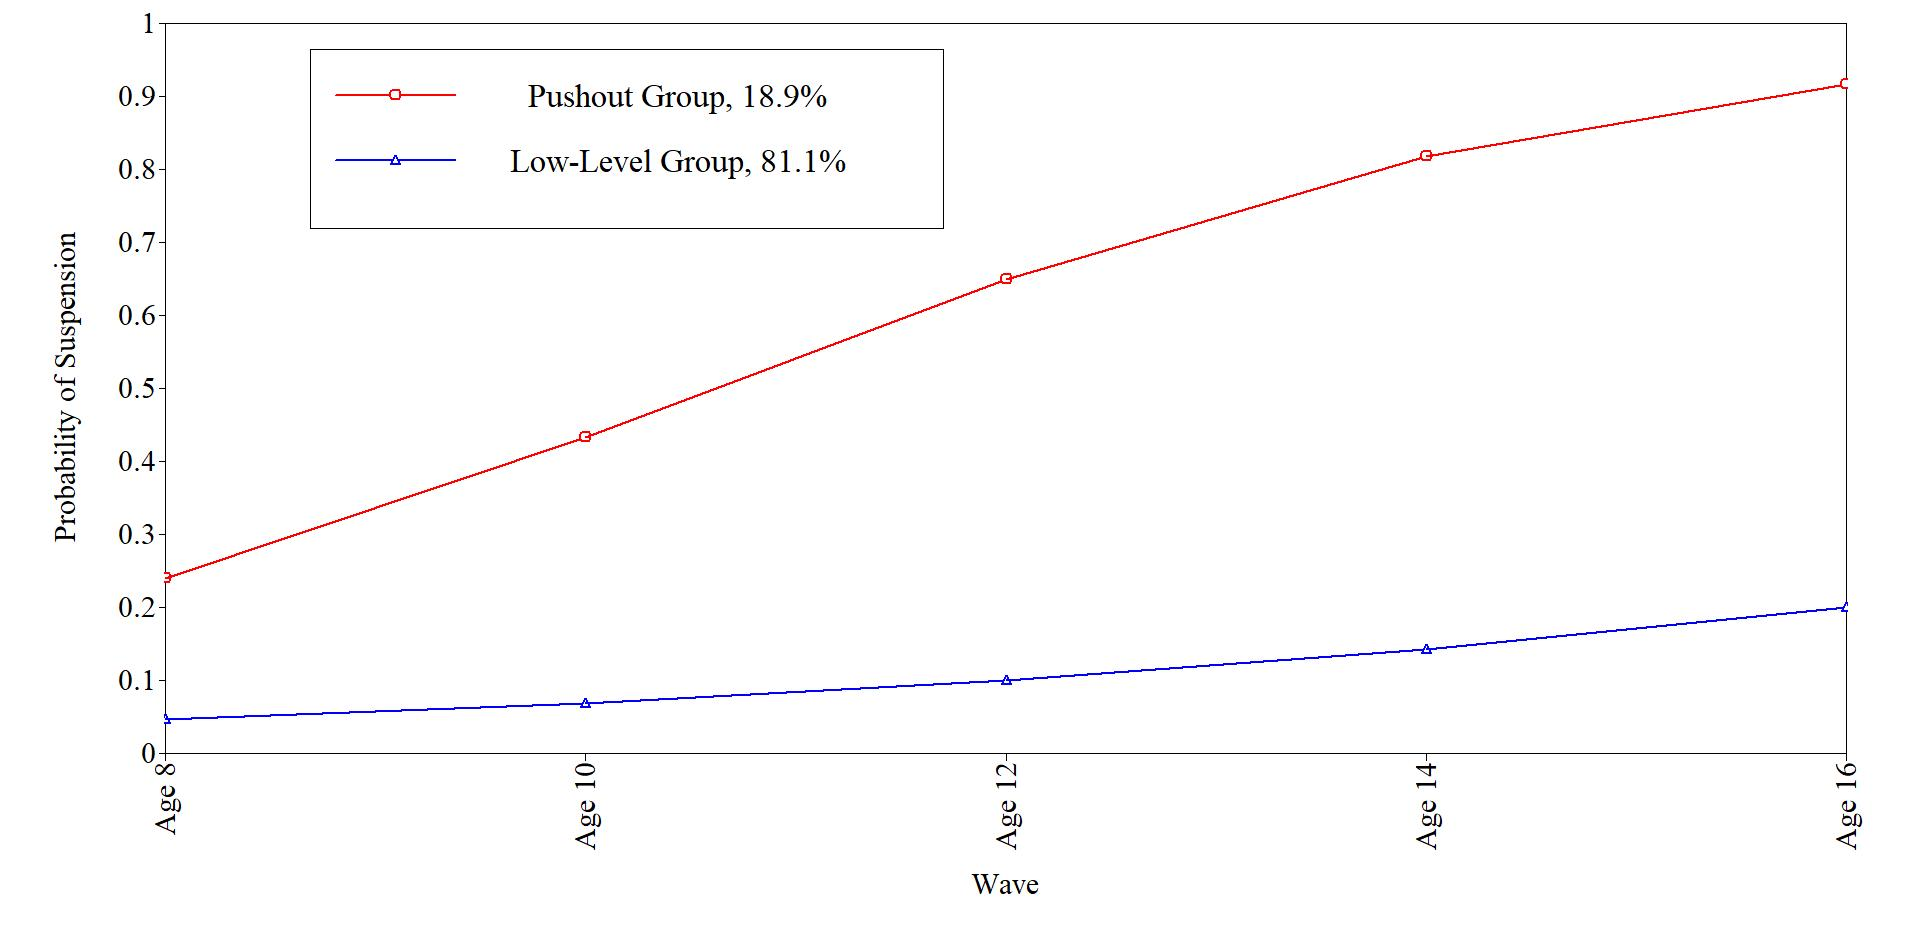 1
0.9
0.8
0.7
0.6
0.5
0.4
0.3
0.2
0.1
0
Probability of Suspension
Pushout Group, 18.9%
Low-Level Group, 81.1%
Age 8
Age 10
Age 12
Age 14
Age 16
Wave